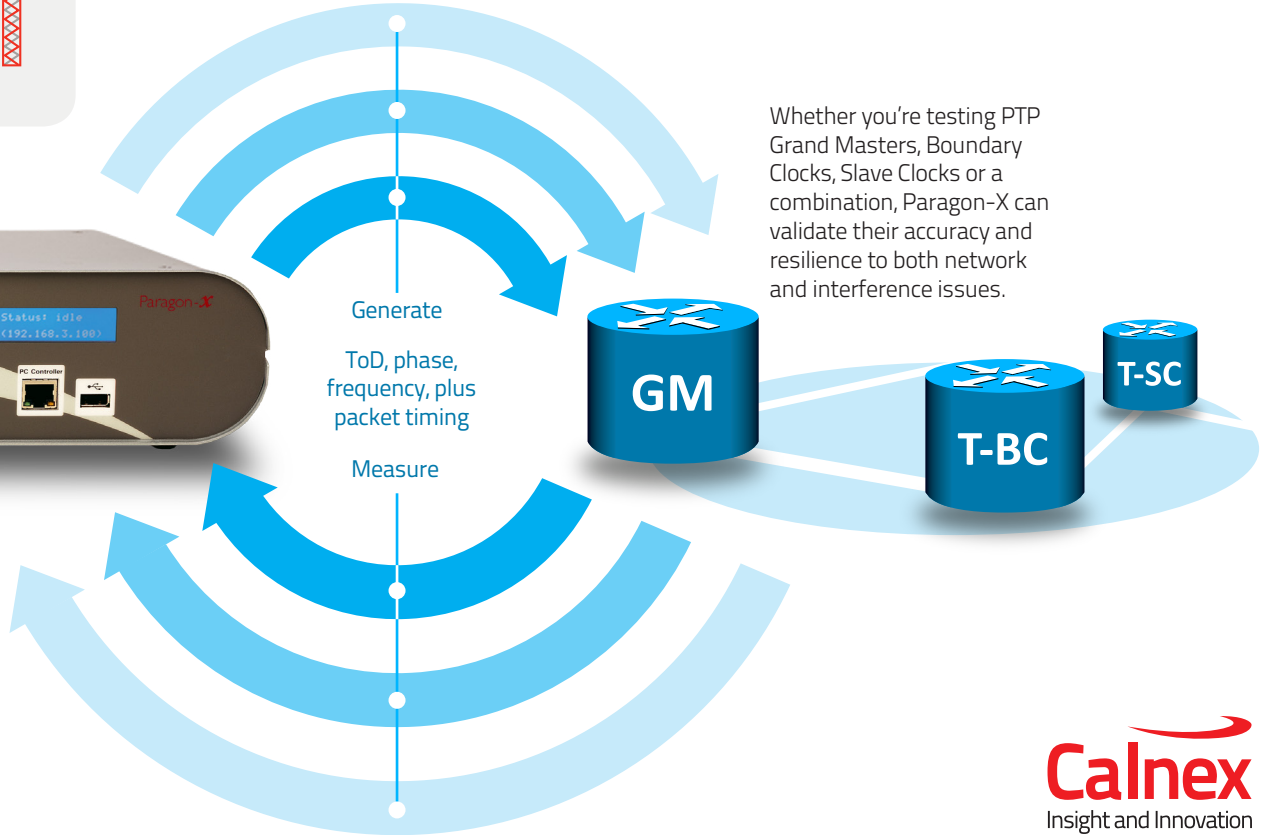 Whether you're testing PTP
Grand Masters, Boundary
Clocks, Slave Clocks or a
combination, Paragon-X can
validate their accuracy and
resilience to both network
and interference issues.
Paragon-X
Status: idle
(192.168.3.100)
PC Controller
Generate
ToD, phase,
frequency, plus
packet timing
Measure
GM
T-BC
T-SC
Calnex
Insight and Innovation